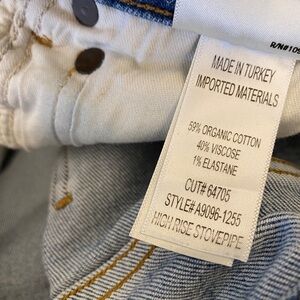 MADE IN TURKEY
IMPORTED MATERIALS
59% ORGANIC COTTON
40% VISCOSE
1% ELASTANE
CUT# 64705
STYLE# A9096-1255
HIGH RISE STOVEPIPE